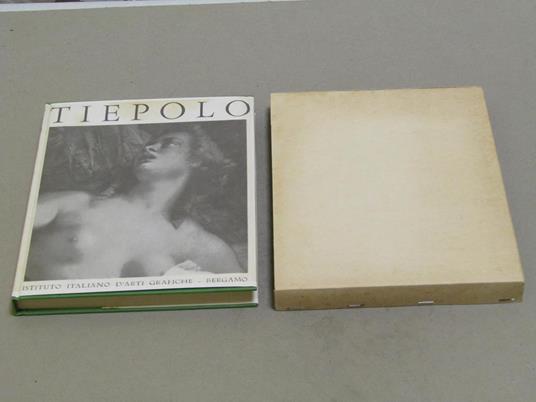 TIEPOLO
ISTITUTO ITALIANO D'ARTI GRAFICHE - BERGAMO